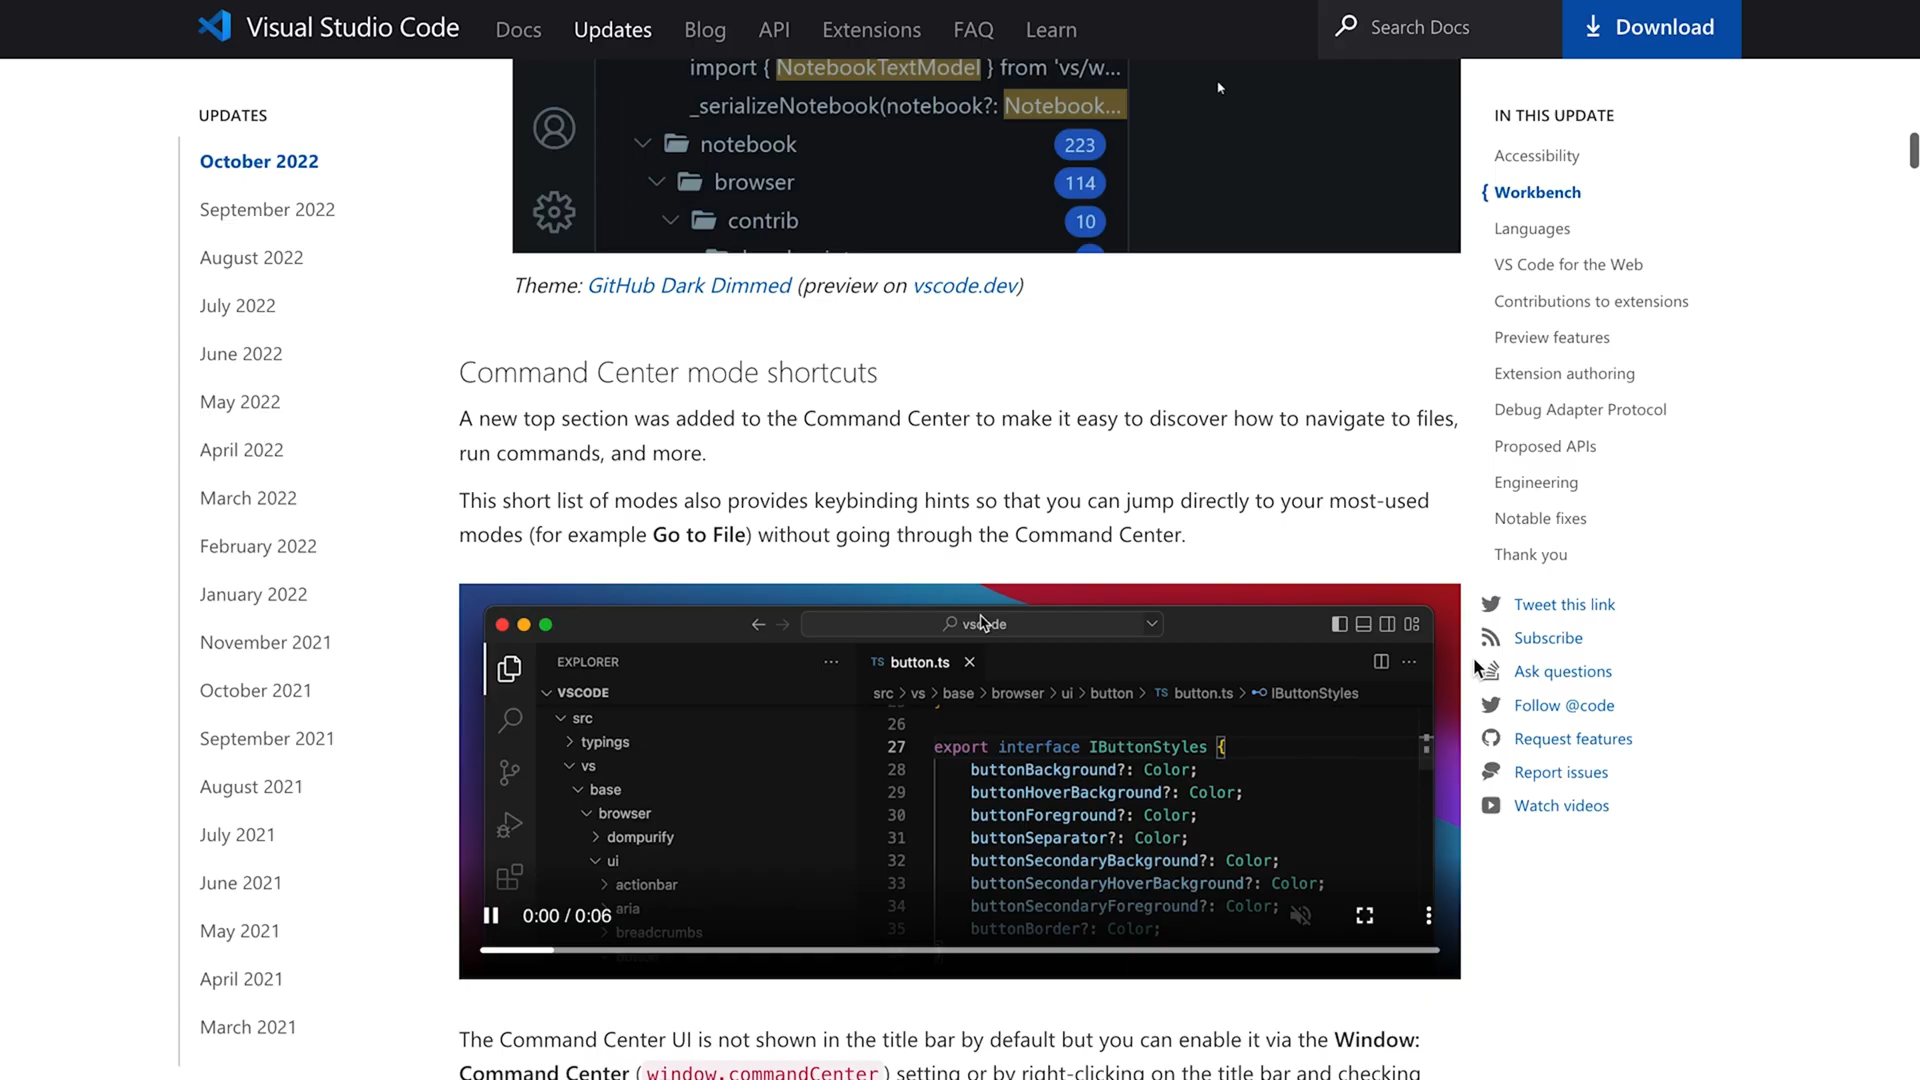 Visual Studio Code Docs Updates Blog API Extensions FAQ Learn Search Docs Download
UPDATES
October 2022
September 2022
August 2022
July 2022
June 2022
May 2022
April 2022
March 2022
February 2022
January 2022
November 2021
October 2021
September 2021
August 2021
July 2021
June 2021
May 2021
April 2021
March 2021
import { NotebookTextModel } from 'vs/w...
_serializeNotebook(notebook?: Notebook...
notebook 223
browser 114
contrib 10
Theme: GitHub Dark Dimmed (preview on vscode.dev)
Command Center mode shortcuts
A new top section was added to the Command Center to make it easy to discover how to navigate to files,
run commands, and more.
This short list of modes also provides keybinding hints so that you can jump directly to your most-used
modes (for example Go to File) without going through the Command Center.
vscode
EXPLORER ···
VSCODE
src
typings
vs
base
browser
dompurify
ui
actionbar
aria
breadcrumbs
TS button.ts
src > vs > base > browser > ui > button > TS button.ts > IButtonStyles
26
27 export interface IButtonStyles {
28 buttonBackground?: Color;
29 buttonHoverBackground?: Color;
30 buttonForeground?: Color;
31 buttonSeparator?: Color;
32 buttonSecondaryBackground?: Color;
33 buttonSecondaryHoverBackground?: Color;
34 buttonSecondaryForeground?: Color;
35 buttonBorder?: Color;
0:00 / 0:06
The Command Center UI is not shown in the title bar by default but you can enable it via the Window:
Command Center (window.commandCenter) setting or by right-clicking on the title bar and checking
IN THIS UPDATE
Accessibility
{ Workbench
Languages
VS Code for the Web
Contributions to extensions
Preview features
Extension authoring
Debug Adapter Protocol
Proposed APIs
Engineering
Notable fixes
Thank you
Tweet this link
Subscribe
Ask questions
Follow @code
Request features
Report issues
Watch videos